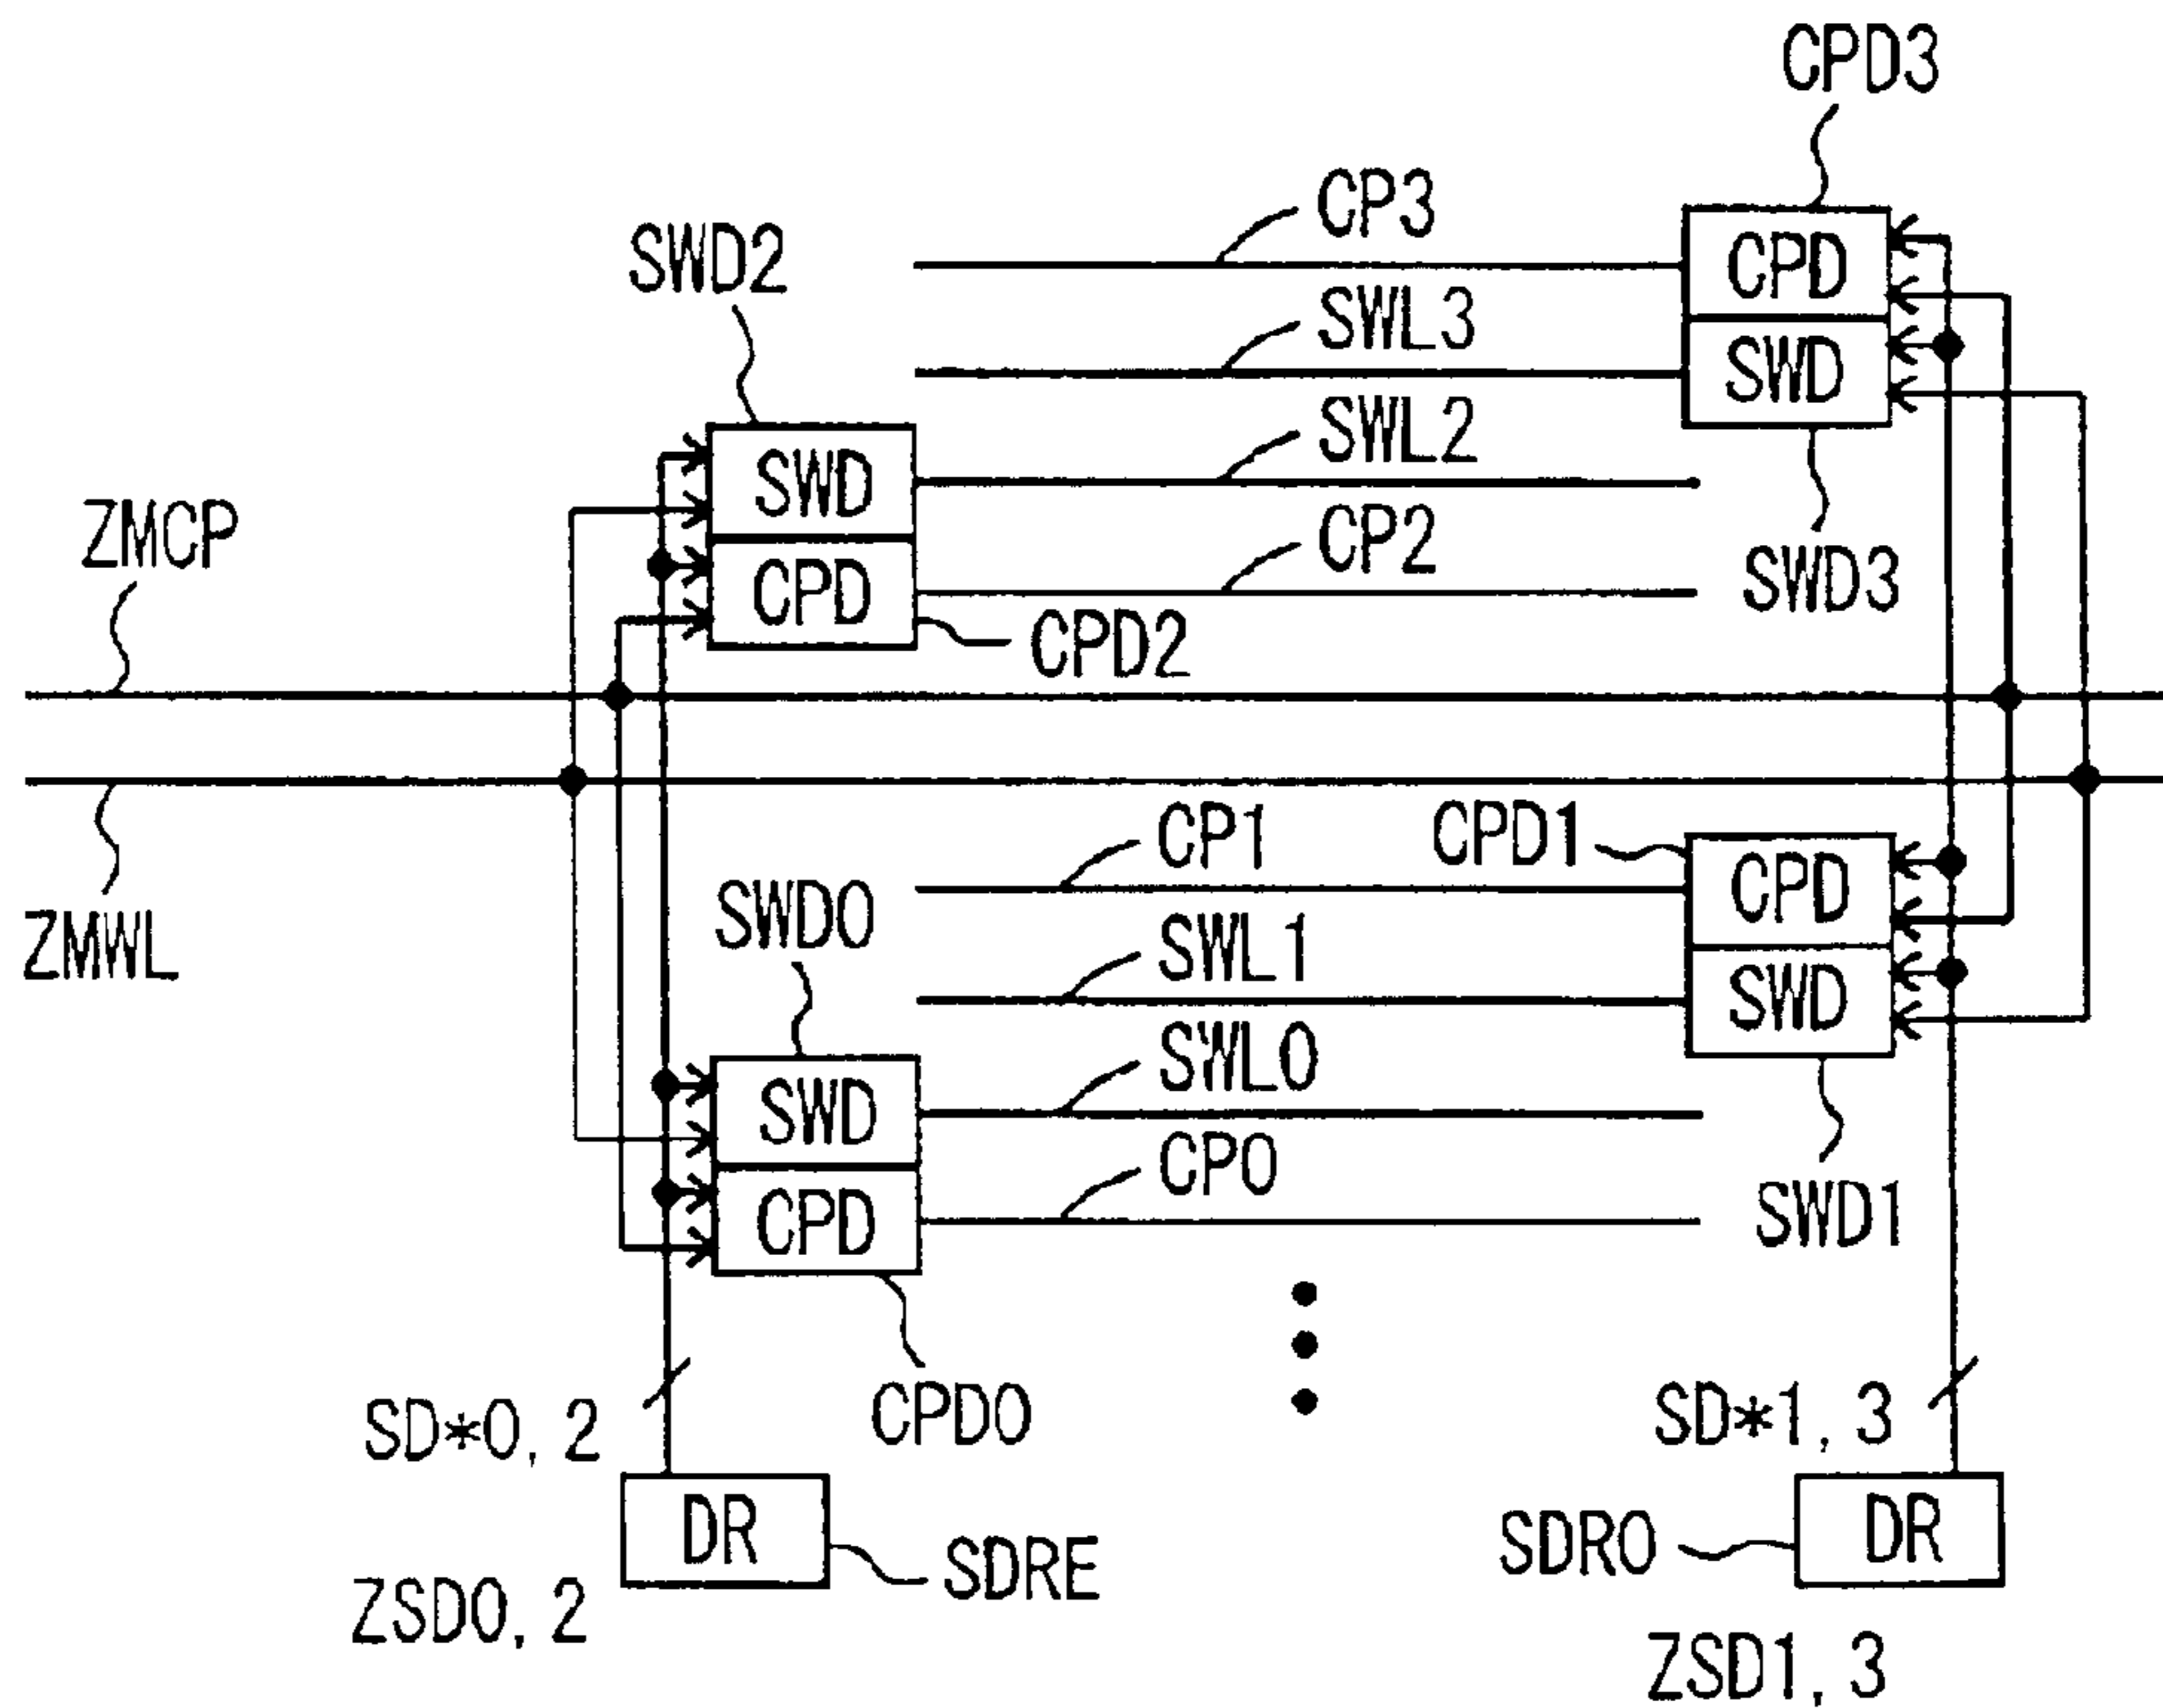 CPD3
CP3
CPD
SWD2
SWL3
SWD
SWL2
SWD
ZMCP
CP2
SWD3
CPD
CPD2
CP1
CPD1
CPD
SWD0
ZMWL
SWL1
SWD
SWL0
SWD
CP0
CPD
SWD1
CPD0
SD*0, 2
SD*1, 3
DR
SDRE
SDRO
DR
ZSD0, 2
ZSD1, 3